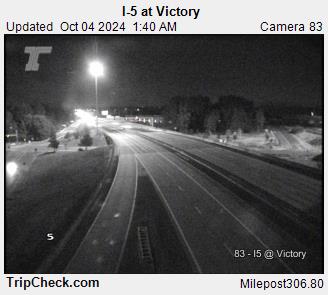 I-5 at Victory
Updated Oct 04 2024 1:40 AM Camera 83
T
S
83 - I5 @ Victory
TripCheck.com Milepost306.80